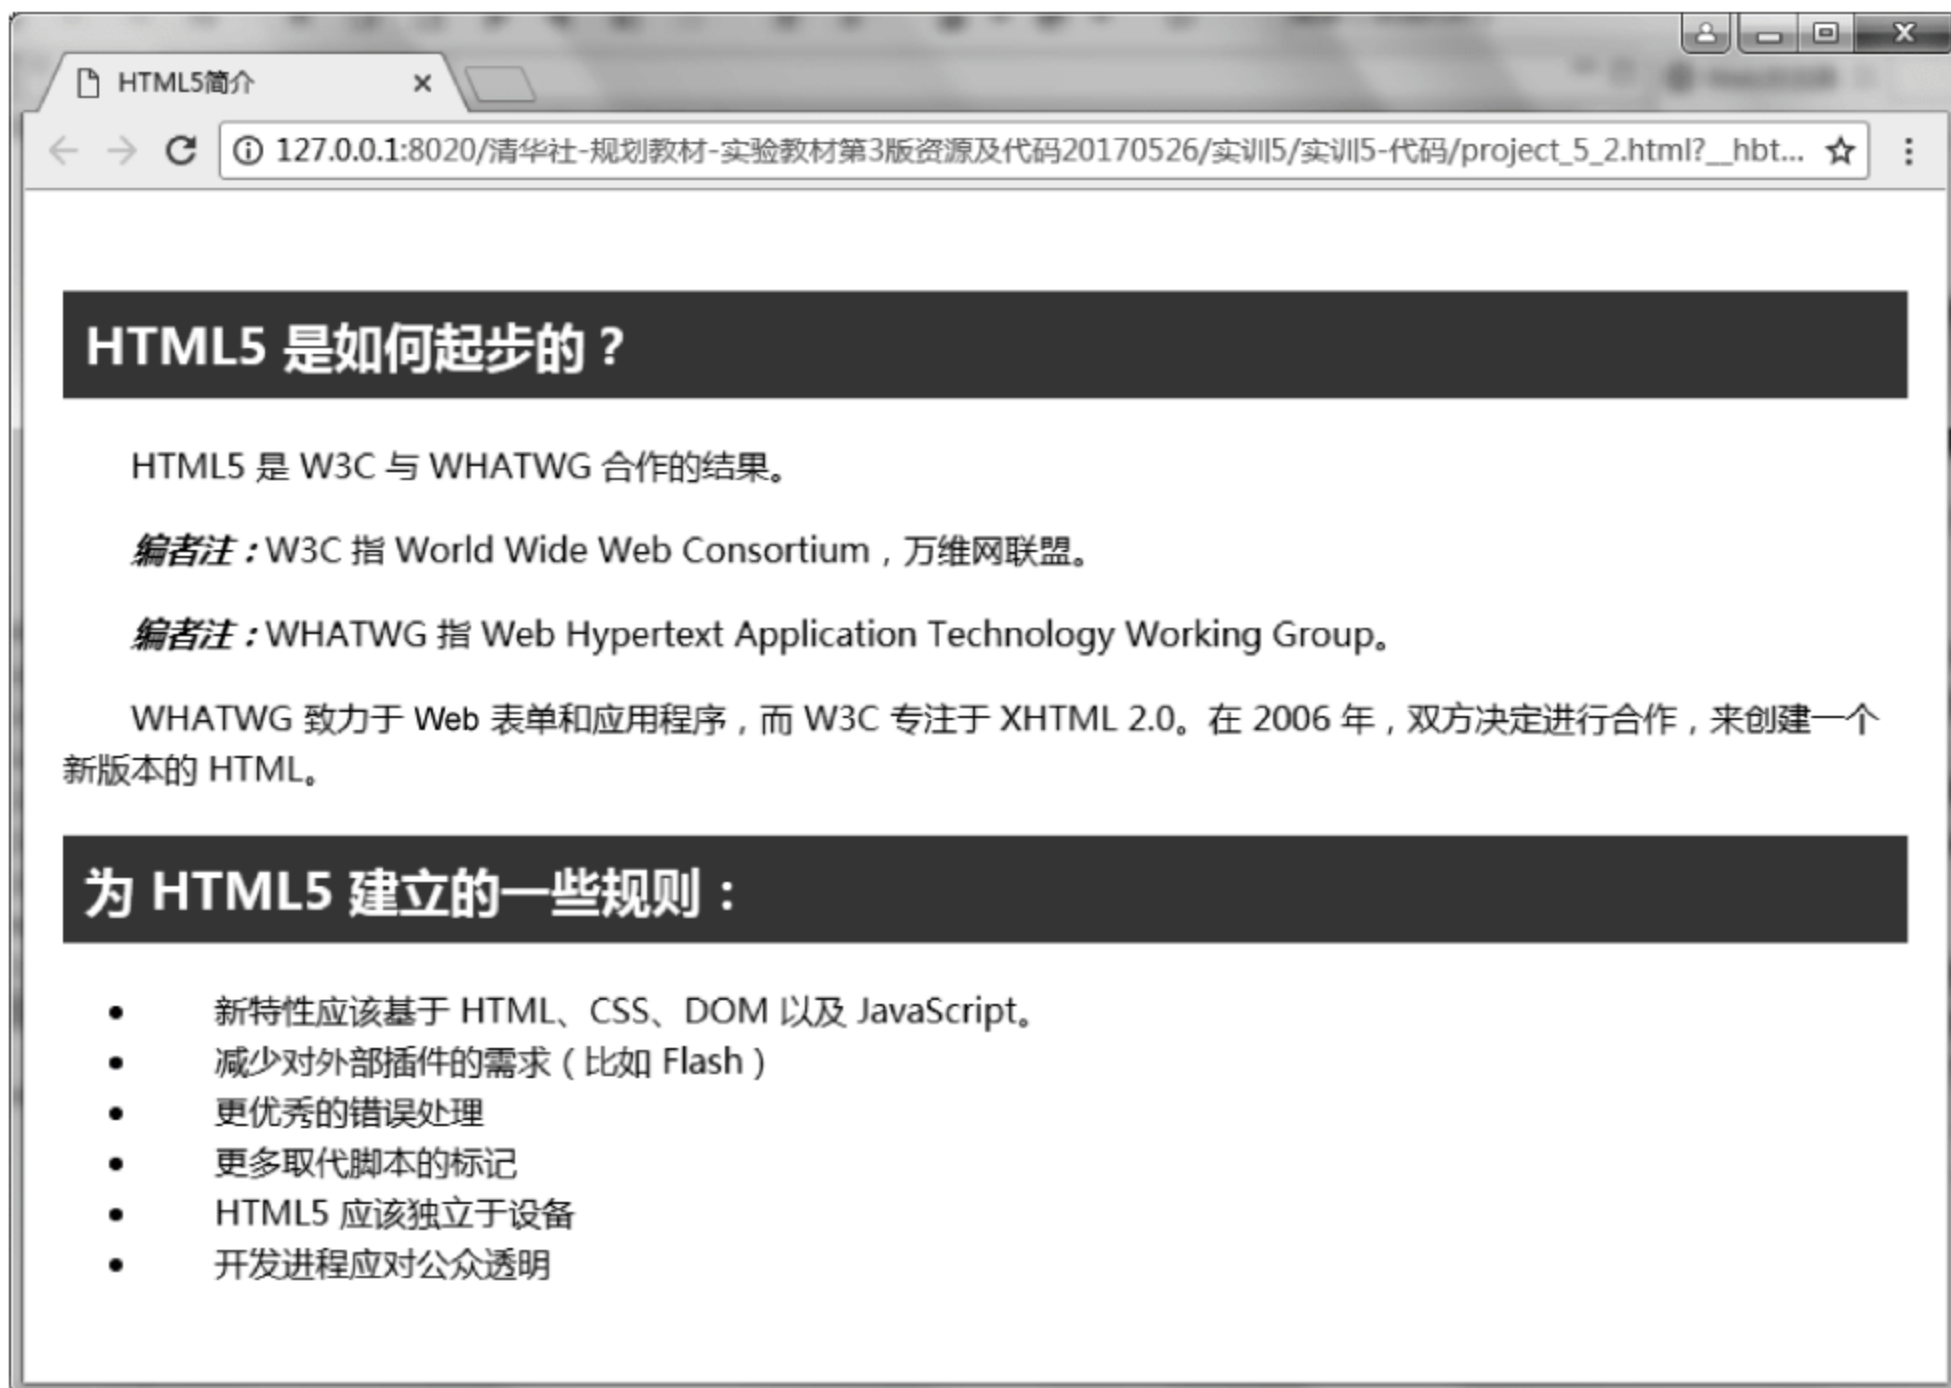 HTML5简介
127.0.0.1:8020/清华社-规划教材-实验教材第3版资源及代码20170526/实训5/实训5-代码/project_5_2.html?__hbt...
HTML5 是如何起步的？
HTML5 是 W3C 与 WHATWG 合作的结果。
编者注：W3C 指 World Wide Web Consortium，万维网联盟。
编者注：WHATWG 指 Web Hypertext Application Technology Working Group。
WHATWG 致力于 Web 表单和应用程序，而 W3C 专注于 XHTML 2.0。在 2006 年，双方决定进行合作，来创建一个
新版本的 HTML。
为 HTML5 建立的一些规则：
• 新特性应该基于 HTML、CSS、DOM 以及 JavaScript。
• 减少对外部插件的需求（比如 Flash）
• 更优秀的错误处理
• 更多取代脚本的标记
• HTML5 应该独立于设备
• 开发进程应对公众透明